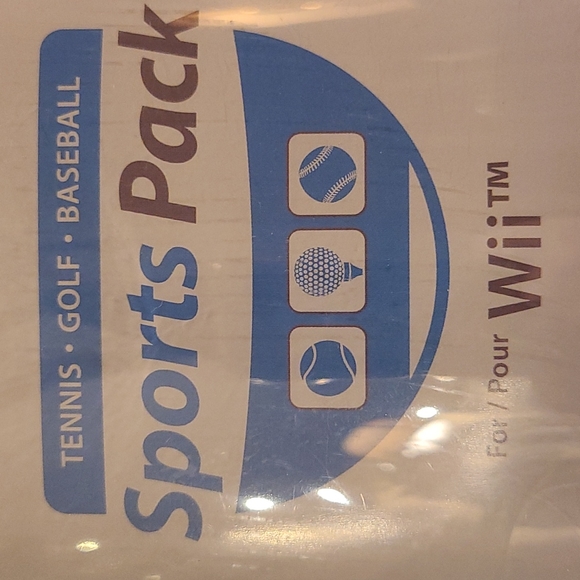 TENNIS • GOLF • BASEBALL
Sports Pack
For / Pour Wii™